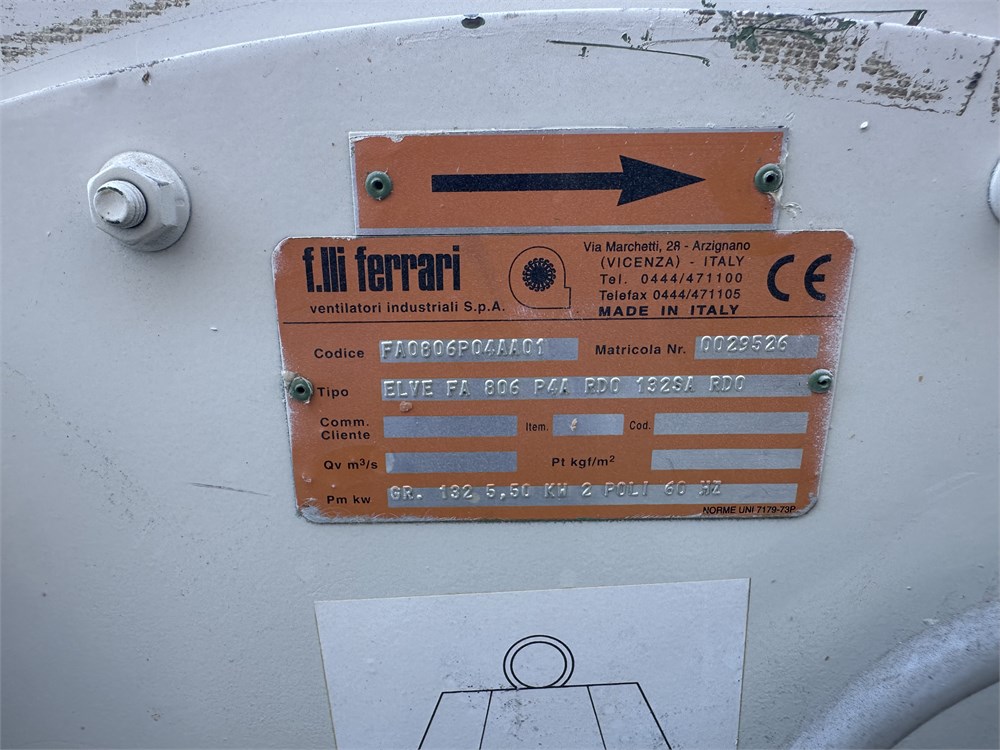 f.lli ferrari
ventilatori industriali S.p.A.
Via Marchetti, 28 - Arzignano
(VICENZA) - ITALY
Tel. 0444/471100
Telefax 0444/471105
MADE IN ITALY
CE
Codice FA0806P04AA01 Matricola Nr. 0029526
Tipo ELVE FA 806 P4A RD0 132SA RD0
Comm. Cliente Item. Cod.
Qv m³/s Pt kgf/m²
Pm kw GR. 132 5,50 KW 2 POLI 60 HZ
NORME UNI 7179-73P